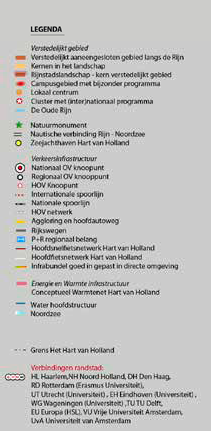 LEGENDA
Verstedelijkt gebied
Verstedelijkt aaneengesloten gebied langs de Rijn
Kernen in het landschap
Rijnstadslandschap - kern verstedelijkt gebied
Campusgebied met bijzonder programma
Lokaal centrum
Cluster met (inter)nationaal programma
De Oude Rijn
Natuurmonument
Nautische verbinding Rijn - Noordzee
Zeejachthaven Hart van Holland
Verkeersinfrastructuur
Nationaal OV knooppunt
Regionaal OV knooppunt
HOV Knooppunt
Internationale spoorlijn
Nationale spoorlijn
HOV netwerk
Aggloring en hoofdautoweg
Rijkswegen
P+R regionaal belang
Hoofdsnelfietsnetwerk Hart van Holland
Hoofdfietsnetwerk Hart van Holland
Infrabundel goed in gepast in directe omgeving
Energie en Warmte infrastructuur
Conceptueel Warmtenet Hart van Holland
Water hoofdstructuur
Noordzee
Grens Het Hart van Holland
Verbindingen randstad:
HL Haarlem,NH Noord Holland, DH Den Haag,
RD Rotterdam (Erasmus Universiteit),
UT Utrecht (Universiteit) , EH Eindhoven (Universiteit) ,
WG Wageningen (Universiteit) ,TU TU Delft,
EU Europa (HSL), VU Vrije Universiteit Amsterdam,
UvA Universiteit van Amsterdam